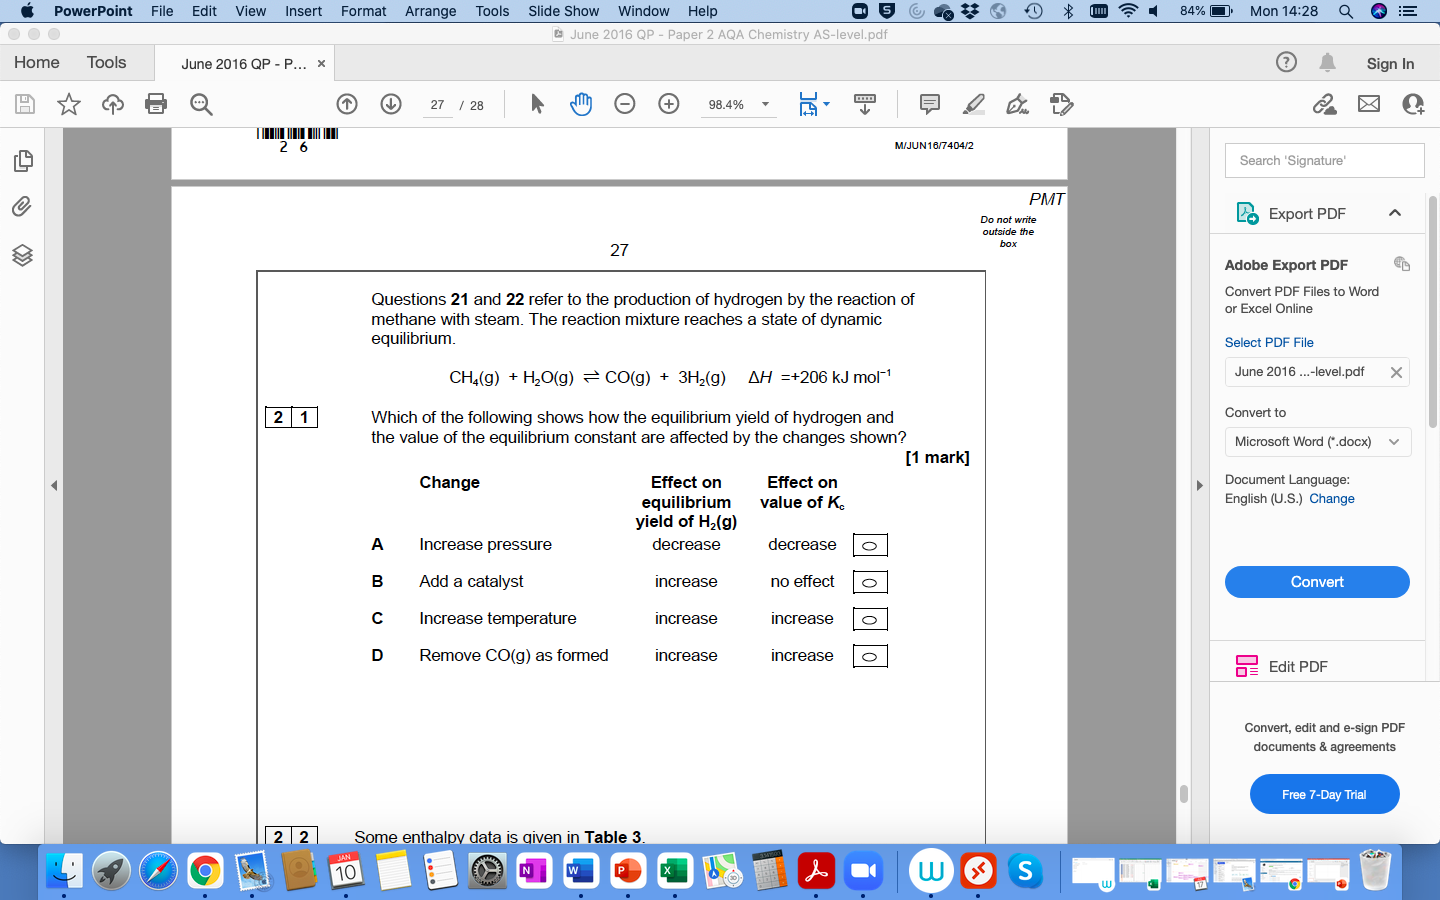 PowerPoint File Edit View Insert Format Arrange Tools Slide Show Window Help 84% Mon 14:28
June 2016 QP - Paper 2 AQA Chemistry AS-level.pdf
Home Tools June 2016 QP - P... × Sign In
27 / 28 98.4%
2 6
M/JUN16/7404/2
PMT
Do not write
outside the
box
27
Questions 21 and 22 refer to the production of hydrogen by the reaction of
methane with steam. The reaction mixture reaches a state of dynamic
equilibrium.
CH₄(g) + H₂O(g) ⇌ CO(g) + 3H₂(g) ΔH =+206 kJ mol⁻¹
2 1 Which of the following shows how the equilibrium yield of hydrogen and
the value of the equilibrium constant are affected by the changes shown?
[1 mark]
Change Effect on Effect on
equilibrium value of Kc
yield of H₂(g)
A Increase pressure decrease decrease
B Add a catalyst increase no effect
C Increase temperature increase increase
D Remove CO(g) as formed increase increase
2 2 Some enthalpy data is given in Table 3.
Search 'Signature'
Export PDF
Adobe Export PDF
Convert PDF Files to Word
or Excel Online
Select PDF File
June 2016 ...-level.pdf
Convert to
Microsoft Word (*.docx)
Document Language:
English (U.S.) Change
Convert
Edit PDF
Convert, edit and e-sign PDF
documents & agreements
Free 7-Day Trial
JAN
10
N W P X W S